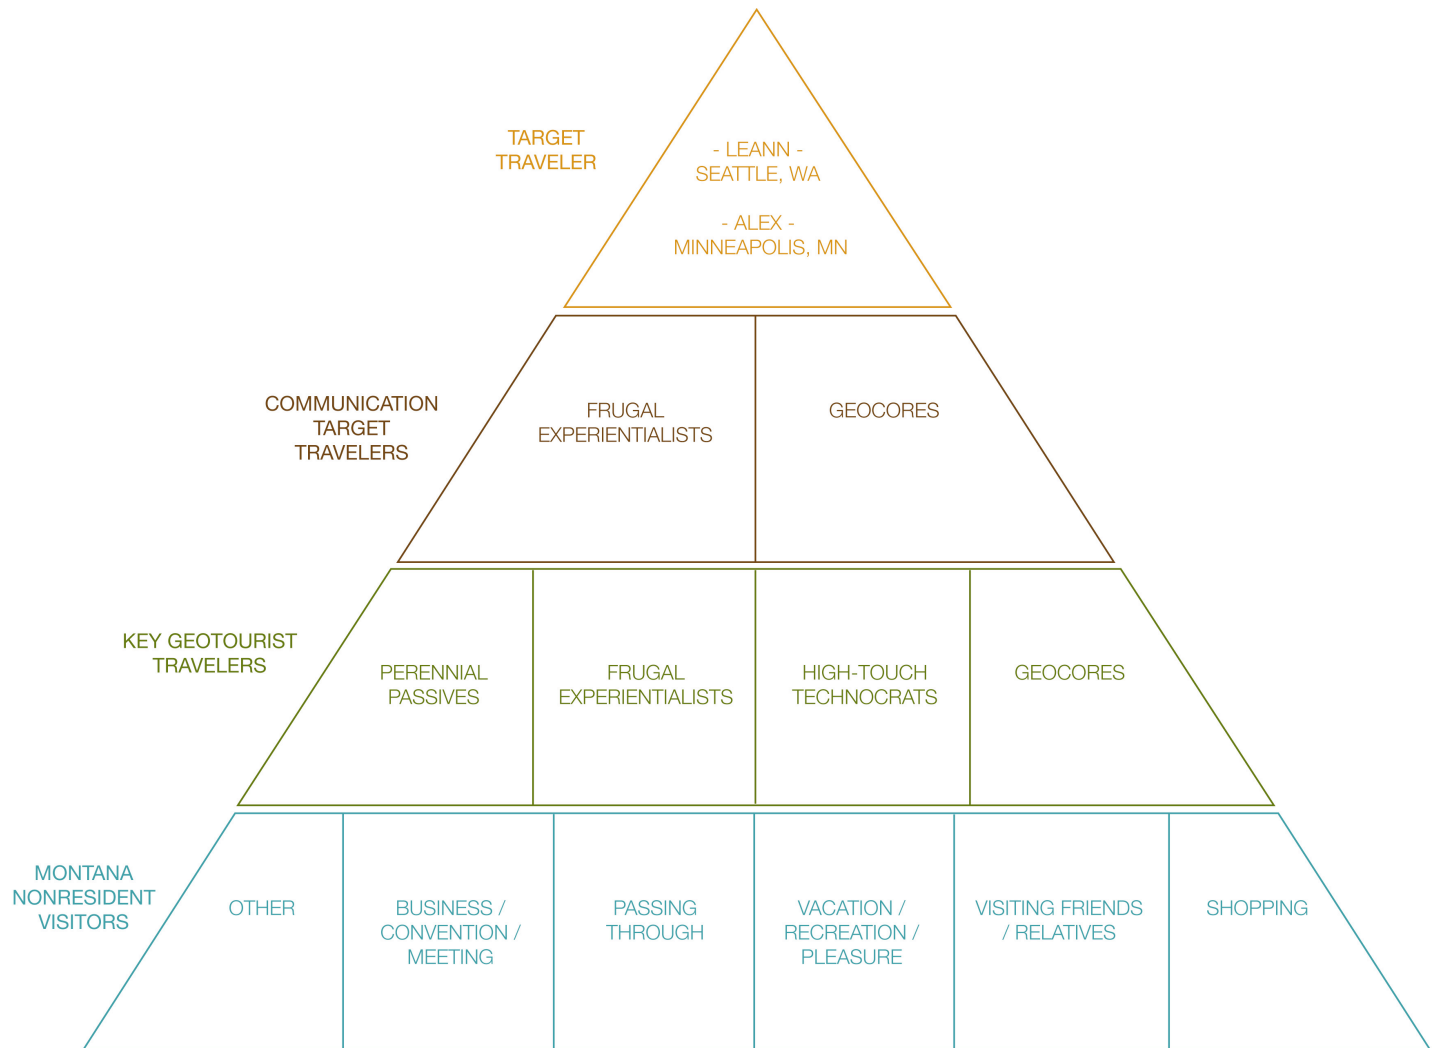 TARGET
TRAVELER
- LEANN -
SEATTLE, WA
- ALEX -
MINNEAPOLIS, MN
COMMUNICATION
TARGET
TRAVELERS
FRUGAL
EXPERIENTIALISTS
GEOCORES
KEY GEOTOURIST
TRAVELERS
PERENNIAL
PASSIVES
FRUGAL
EXPERIENTIALISTS
HIGH-TOUCH
TECHNOCRATS
GEOCORES
MONTANA
NONRESIDENT
VISITORS
OTHER
BUSINESS /
CONVENTION /
MEETING
PASSING
THROUGH
VACATION /
RECREATION /
PLEASURE
VISITING FRIENDS
/ RELATIVES
SHOPPING